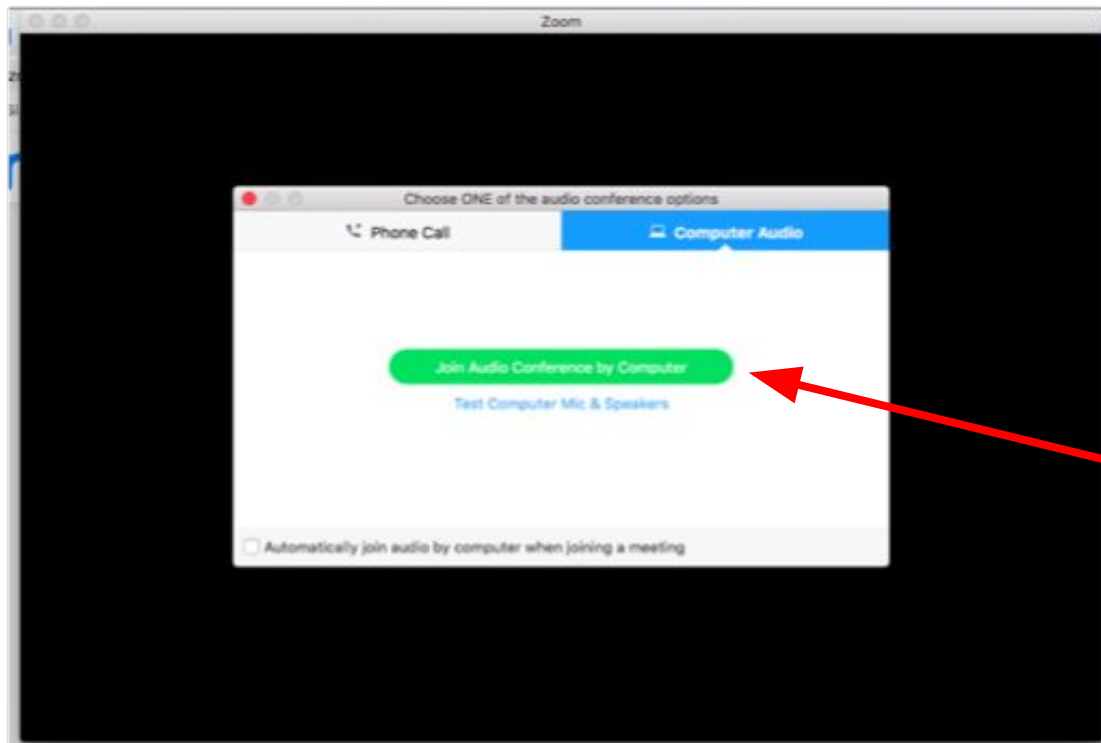 Zoom
Choose ONE of the audio conference options
Phone Call
Computer Audio
Join Audio Conference by Computer
Test Computer Mic & Speakers
Automatically join audio by computer when joining a meeting